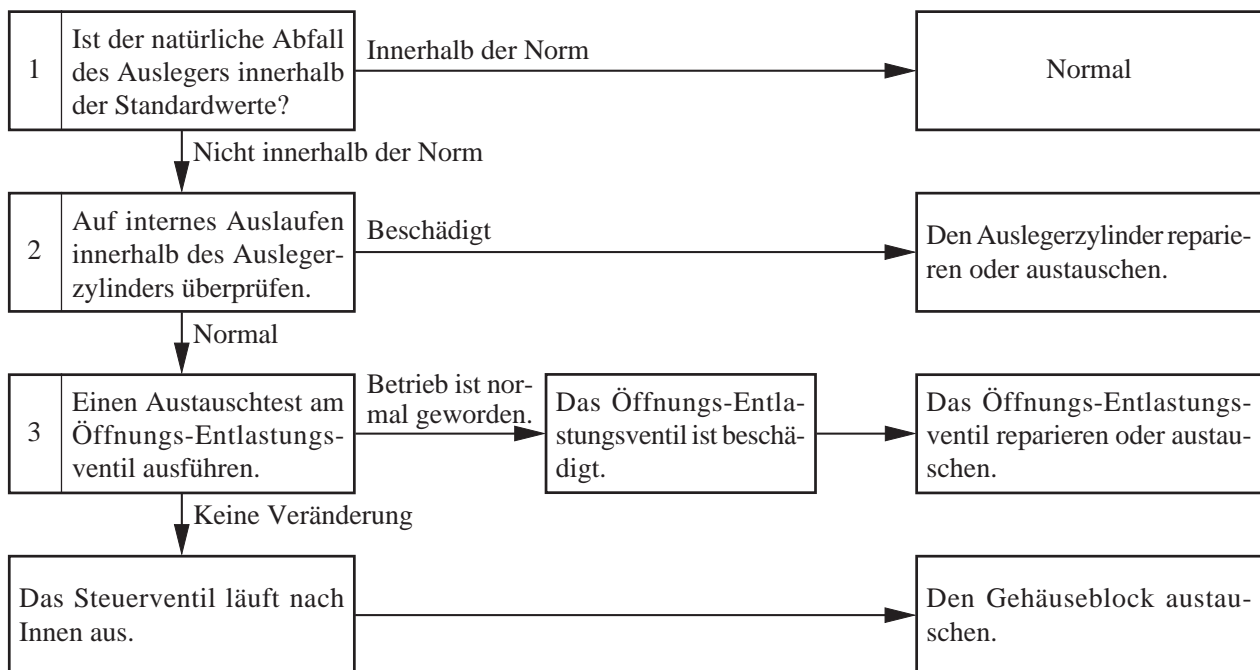 1
Ist der natürliche Abfall
des Auslegers innerhalb
der Standardwerte?
Innerhalb der Norm
Normal
Nicht innerhalb der Norm
2
Auf internes Auslaufen
innerhalb des Ausleger-
zylinders überprüfen.
Beschädigt
Den Auslegerzylinder reparie-
ren oder austauschen.
Normal
3
Einen Austauschtest am
Öffnungs-Entlastungs-
ventil ausführen.
Betrieb ist nor-
mal geworden.
Das Öffnungs-Entla-
stungsventil ist beschä-
digt.
Das Öffnungs-Entlastungs-
ventil reparieren oder austau-
schen.
Keine Veränderung
Das Steuerventil läuft nach
Innen aus.
Den Gehäuseblock austau-
schen.